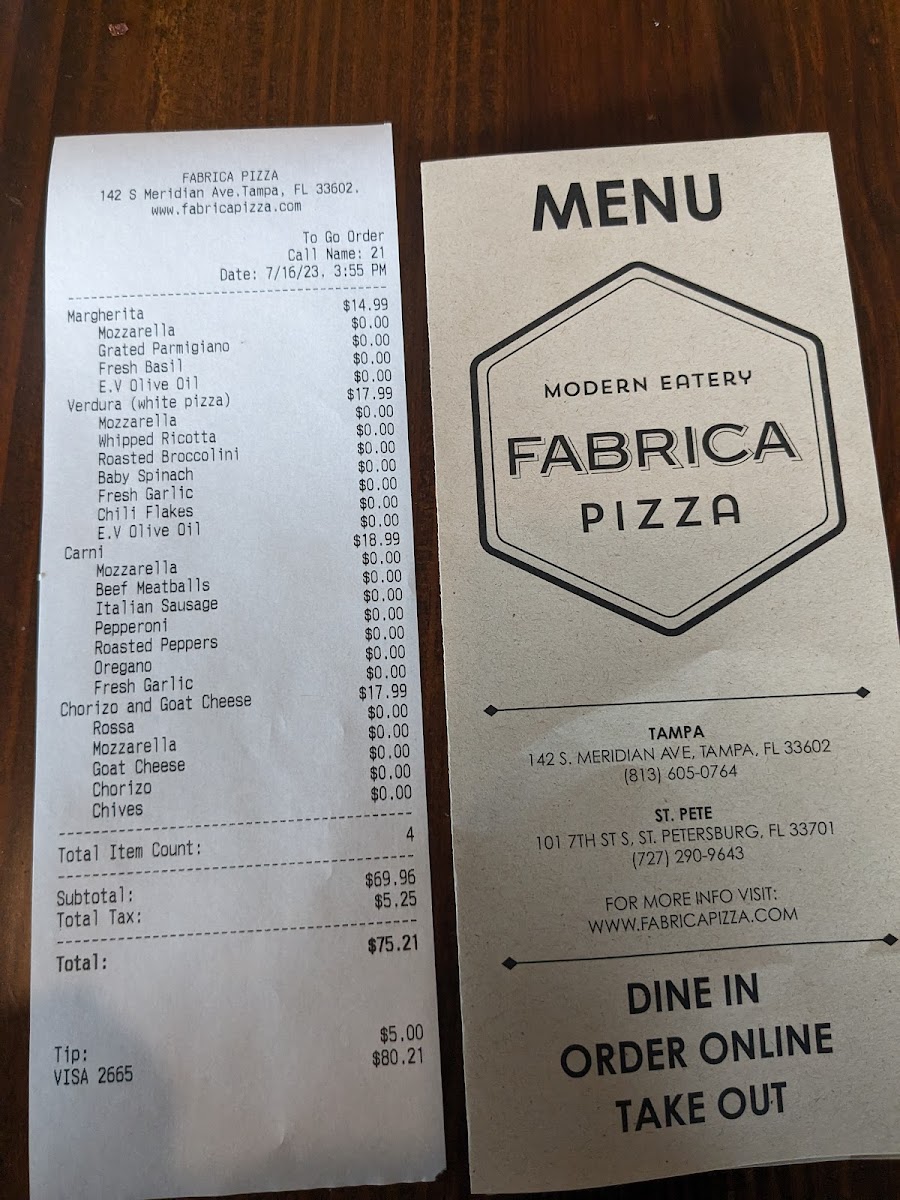 FABRICA PIZZA
142 S Meridian Ave.Tampa, FL 33602.
www.fabricapizza.com
To Go Order
Call Name: 21
Date: 7/16/23, 3:55 PM
Margherita $14.99
Mozzarella $0.00
Grated Parmigiano $0.00
Fresh Basil $0.00
E.V Olive Oil $0.00
Verdura (white pizza) $17.99
Mozzarella $0.00
Whipped Ricotta $0.00
Roasted Broccolini $0.00
Baby Spinach $0.00
Fresh Garlic $0.00
Chili Flakes $0.00
E.V Olive Oil $0.00
Carni $18.99
Mozzarella $0.00
Beef Meatballs $0.00
Italian Sausage $0.00
Pepperoni $0.00
Roasted Peppers $0.00
Oregano $0.00
Fresh Garlic $0.00
Chorizo and Goat Cheese $17.99
Rossa $0.00
Mozzarella $0.00
Goat Cheese $0.00
Chorizo $0.00
Chives $0.00
Total Item Count: 4
Subtotal: $69.96
Total Tax: $5.25
Total: $75.21
Tip: $5.00
VISA 2665 $80.21
MENU
MODERN EATERY
FABRICA
PIZZA
TAMPA
142 S. MERIDIAN AVE, TAMPA, FL 33602
(813) 605-0764
ST. PETE
101 7TH ST S, ST. PETERSBURG, FL 33701
(727) 290-9643
FOR MORE INFO VISIT:
WWW.FABRICAPIZZA.COM
DINE IN
ORDER ONLINE
TAKE OUT